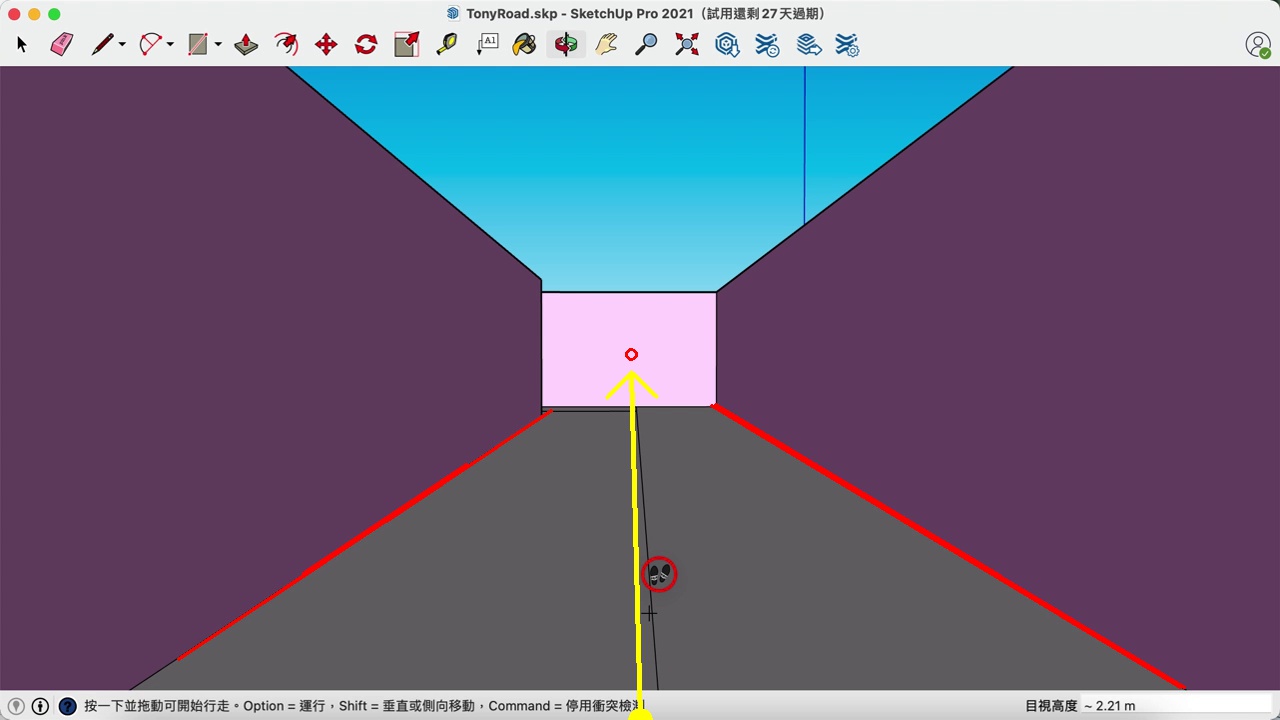 TonyRoad.skp - SketchUp Pro 2021（試用還剩 27 天過期）
A1
按一下並拖動可開始行走。Option = 運行，Shift = 垂直或側向移動，Command = 停用衝突檢測
目視高度 ~ 2.21 m